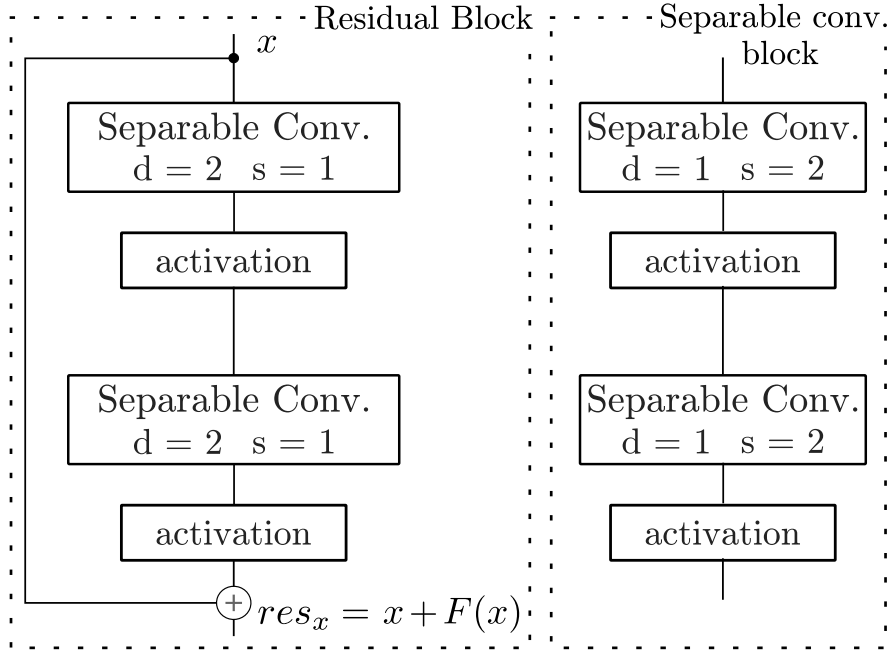 Residual Block
x
Separable Conv.
d = 2 s = 1
activation
Separable Conv.
d = 2 s = 1
activation
+
res_x = x + F(x)
Separable conv.
block
Separable Conv.
d = 1 s = 2
activation
Separable Conv.
d = 1 s = 2
activation